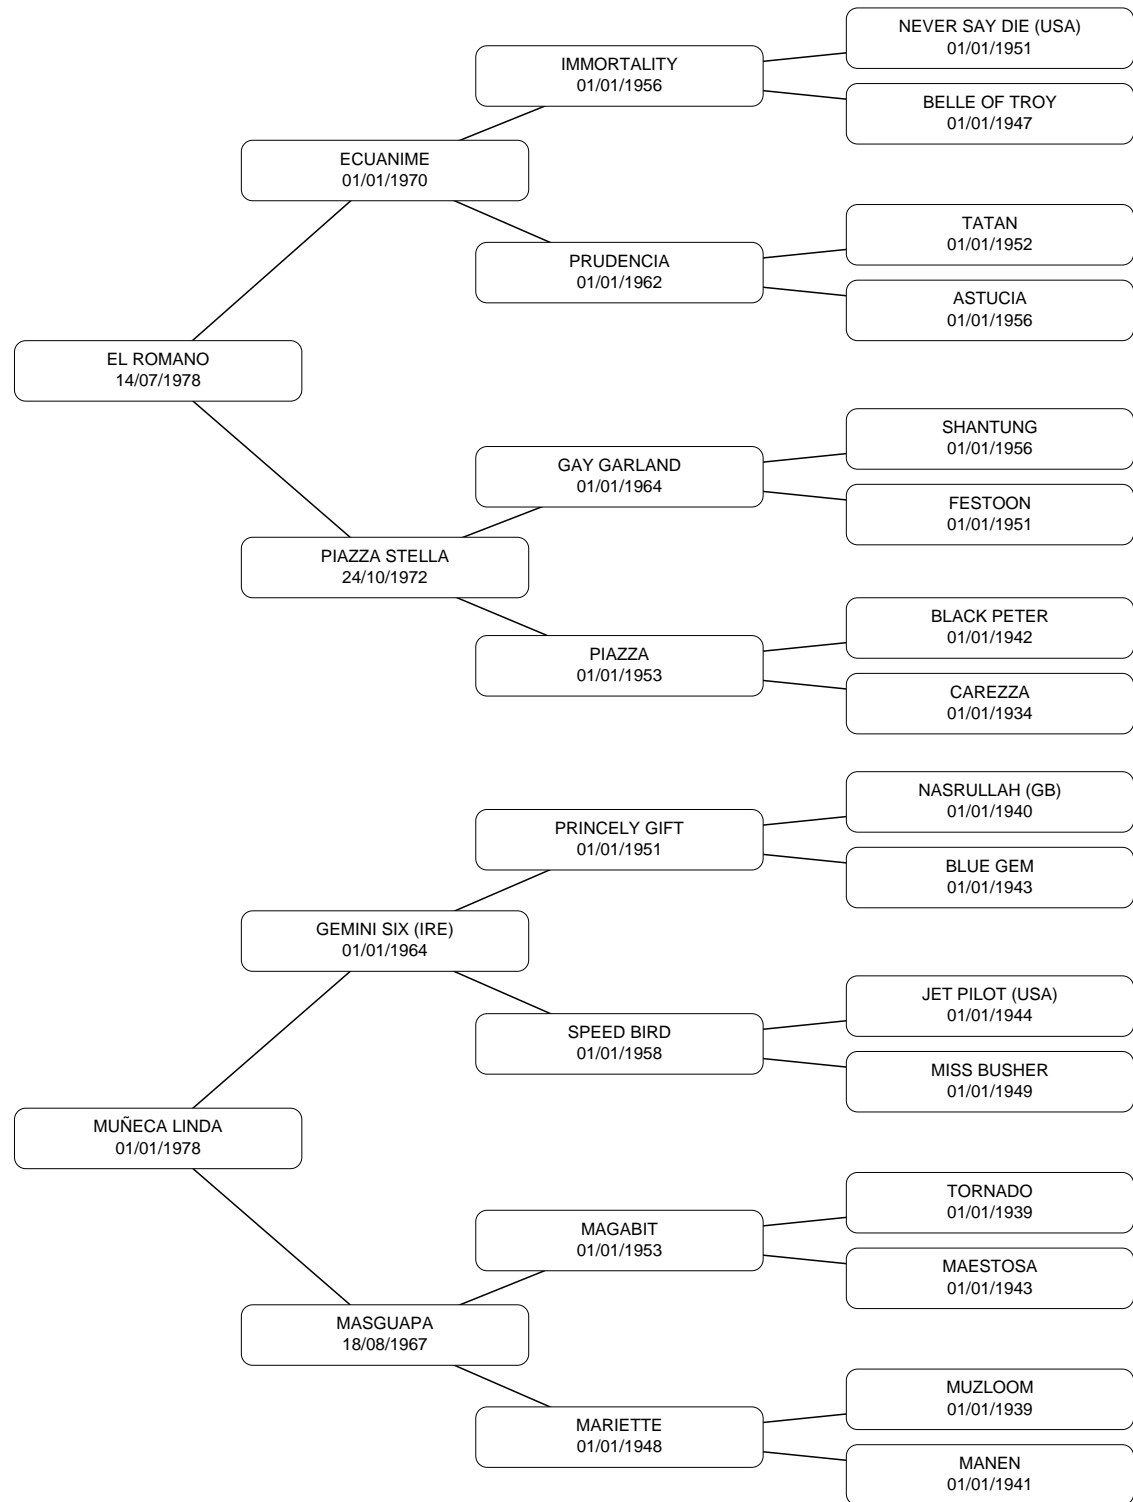 NEVER SAY DIE (USA)
01/01/1951
IMMORTALITY
01/01/1956
BELLE OF TROY
01/01/1947
ECUANIME
01/01/1970
TATAN
01/01/1952
PRUDENCIA
01/01/1962
ASTUCIA
01/01/1956
EL ROMANO
14/07/1978
SHANTUNG
01/01/1956
GAY GARLAND
01/01/1964
FESTOON
01/01/1951
PIAZZA STELLA
24/10/1972
BLACK PETER
01/01/1942
PIAZZA
01/01/1953
CAREZZA
01/01/1934
NASRULLAH (GB)
01/01/1940
PRINCELY GIFT
01/01/1951
BLUE GEM
01/01/1943
GEMINI SIX (IRE)
01/01/1964
JET PILOT (USA)
01/01/1944
SPEED BIRD
01/01/1958
MISS BUSHER
01/01/1949
MUÑECA LINDA
01/01/1978
TORNADO
01/01/1939
MAGABIT
01/01/1953
MAESTOSA
01/01/1943
MASGUAPA
18/08/1967
MUZLOOM
01/01/1939
MARIETTE
01/01/1948
MANEN
01/01/1941